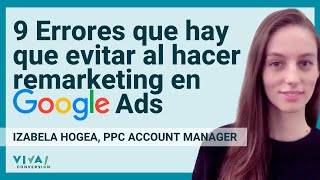 9 Errores que hay
que evitar al hacer
remarketing en
Google Ads
IZABELA HOGEA, PPC ACCOUNT MANAGER
VIVA!
CONVERSION